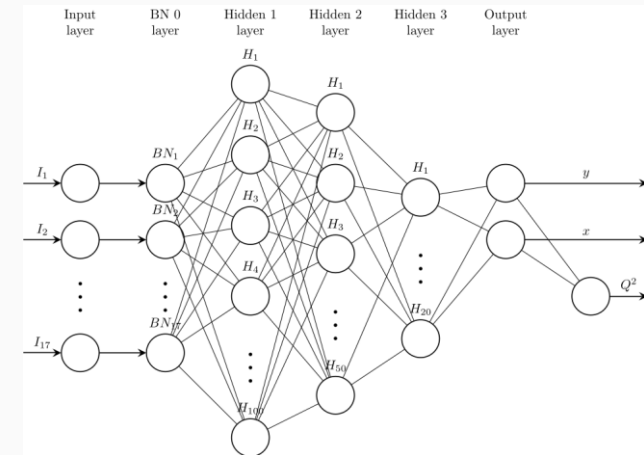 Input layer
BN 0 layer
Hidden 1 layer
Hidden 2 layer
Hidden 3 layer
Output layer
H₁
H₁
H₂
I₁
BN₁
H₂
H₁
y
H₃
BN₂
I₂
H₃
x
H₄
Q²
H₂₀
BN₁₇
I₁₇
H₅₀
H₁₀₀